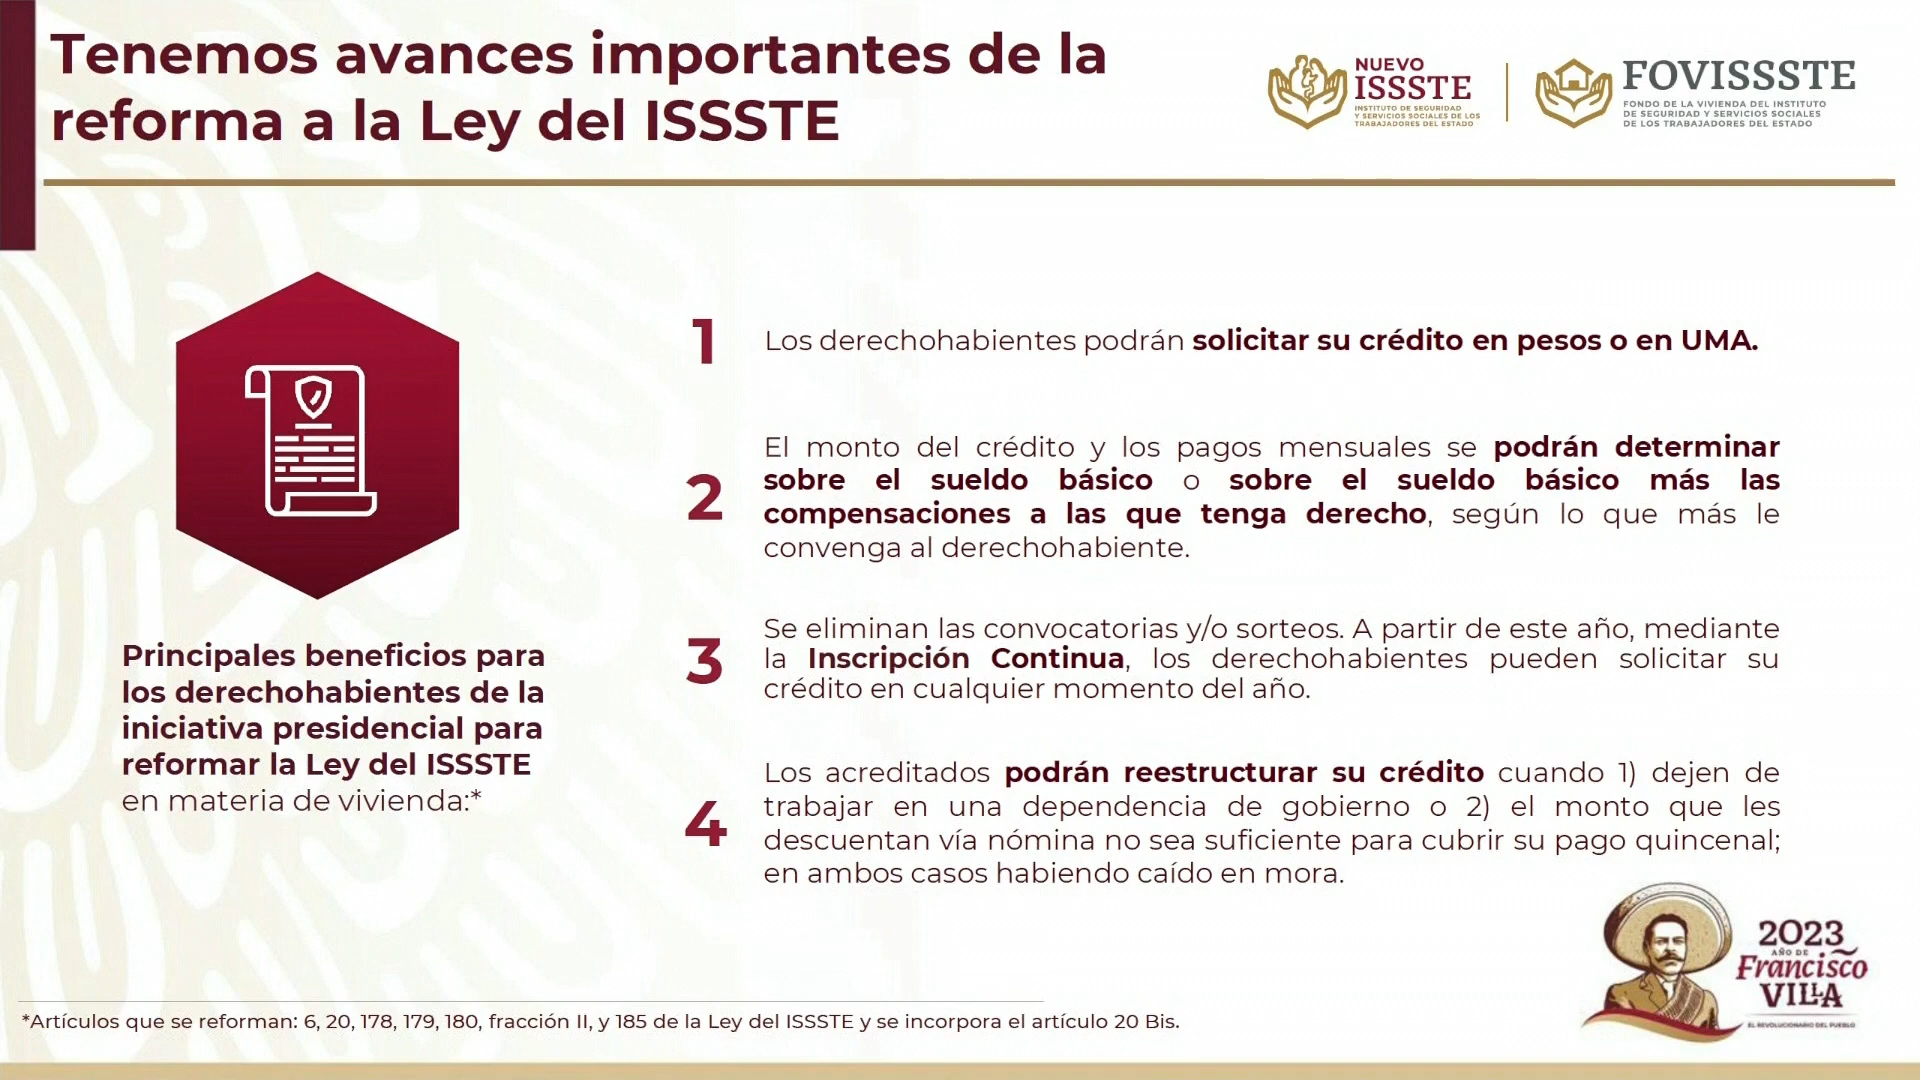 Tenemos avances importantes de la
reforma a la Ley del ISSSTE
NUEVO
ISSSTE
INSTITUTO DE SEGURIDAD
Y SERVICIOS SOCIALES DE LOS
TRABAJADORES DEL ESTADO
FOVISSSTE
FONDO DE LA VIVIENDA DEL INSTITUTO
DE SEGURIDAD Y SERVICIOS SOCIALES
DE LOS TRABAJADORES DEL ESTADO
Principales beneficios para
los derechohabientes de la
iniciativa presidencial para
reformar la Ley del ISSSTE
en materia de vivienda:*
1
Los derechohabientes podrán solicitar su crédito en pesos o en UMA.
2
El monto del crédito y los pagos mensuales se podrán determinar
sobre el sueldo básico o sobre el sueldo básico más las
compensaciones a las que tenga derecho, según lo que más le
convenga al derechohabiente.
3
Se eliminan las convocatorias y/o sorteos. A partir de este año, mediante
la Inscripción Continua, los derechohabientes pueden solicitar su
crédito en cualquier momento del año.
4
Los acreditados podrán reestructurar su crédito cuando 1) dejen de
trabajar en una dependencia de gobierno o 2) el monto que les
descuentan vía nómina no sea suficiente para cubrir su pago quincenal;
en ambos casos habiendo caído en mora.
2023
AÑO DE
Francisco
VILLA
EL REVOLUCIONARIO DEL PUEBLO
*Artículos que se reforman: 6, 20, 178, 179, 180, fracción II, y 185 de la Ley del ISSSTE y se incorpora el artículo 20 Bis.